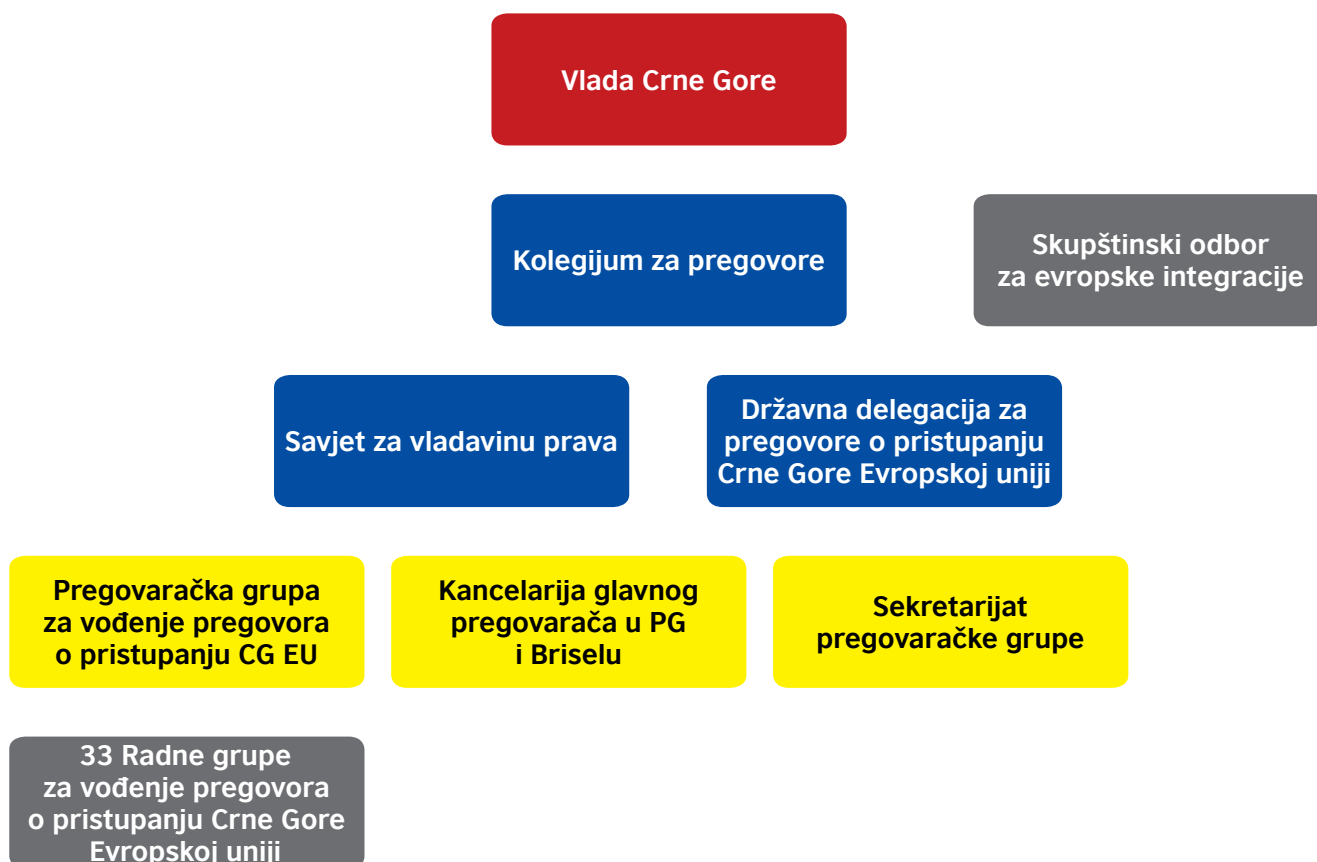 Vlada Crne Gore
Kolegijum za pregovore
Skupštinski odbor
za evropske integracije
Savjet za vladavinu prava
Državna delegacija za
pregovore o pristupanju
Crne Gore Evropskoj uniji
Pregovaračka grupa
za vođenje pregovora
o pristupanju CG EU
Kancelarija glavnog
pregovarača u PG
i Briselu
Sekretarijat
pregovaračke grupe
33 Radne grupe
za vođenje pregovora
o pristupanju Crne Gore
Evropskoj uniji